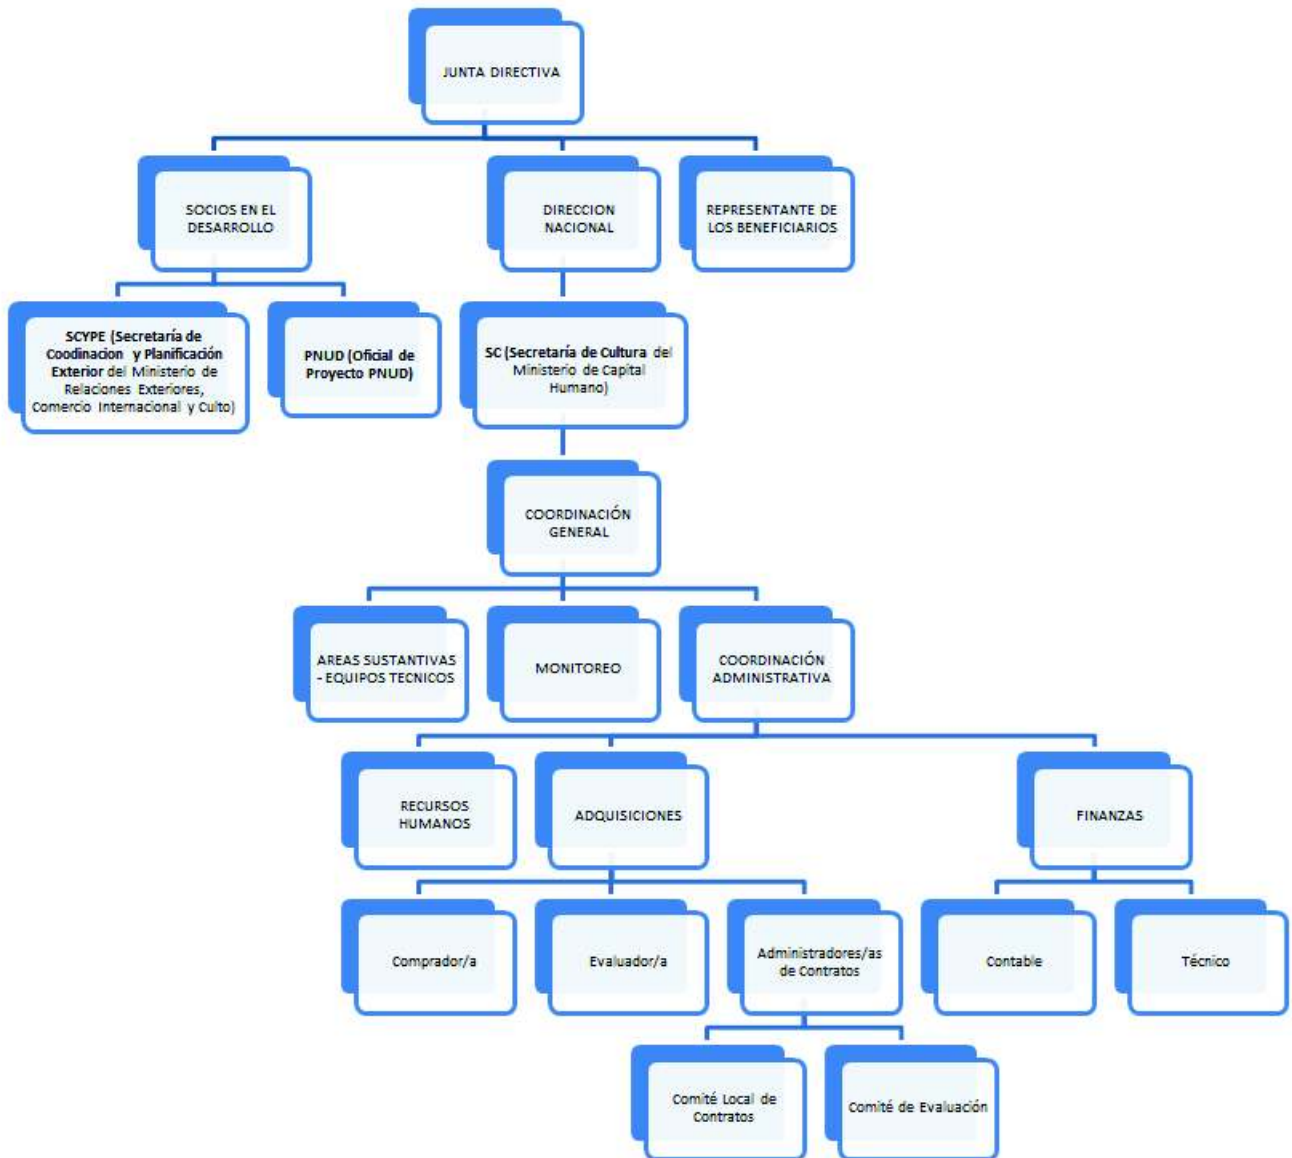 JUNTA DIRECTIVA
SOCIOS EN EL
DESARROLLO
DIRECCION
NACIONAL
REPRESENTANTE DE
LOS BENEFICIARIOS
SCYPE (Secretaría de
Coodinacion y Planificación
Exterior del Ministerio de
Relaciones Exteriores,
Comercio Internacional y Culto)
PNUD (Oficial de
Proyecto PNUD)
SC (Secretaría de Cultura del
Ministerio de Capital
Humano)
COORDINACIÓN
GENERAL
AREAS SUSTANTIVAS
- EQUIPOS TECNICOS
MONITOREO
COORDINACIÓN
ADMINISTRATIVA
RECURSOS
HUMANOS
ADQUISICIONES
FINANZAS
Comprador/a
Evaluador/a
Administradores/as
de Contratos
Contable
Técnico
Comité Local de
Contratos
Comité de Evaluación